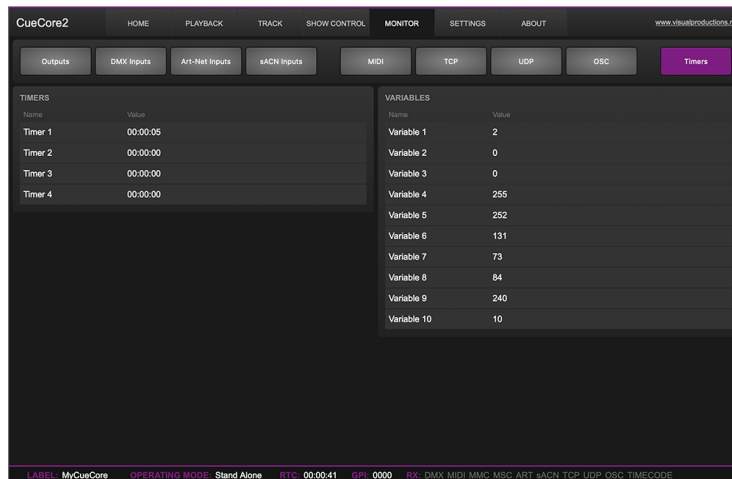 CueCore2 HOME PLAYBACK TRACK SHOW CONTROL MONITOR SETTINGS ABOUT www.visualproductions.n
Outputs DMX Inputs Art-Net Inputs sACN Inputs MIDI TCP UDP OSC Timers
TIMERS
Name Value
Timer 1 00:00:05
Timer 2 00:00:00
Timer 3 00:00:00
Timer 4 00:00:00
VARIABLES
Name Value
Variable 1 2
Variable 2 0
Variable 3 0
Variable 4 255
Variable 5 252
Variable 6 131
Variable 7 73
Variable 8 84
Variable 9 240
Variable 10 10
LABEL: MyCueCore OPERATING MODE: Stand Alone RTC: 00:00:41 GPI: 0000 RX: DMX MIDI MMC MSC ART sACN TCP UDP OSC TIMECODE